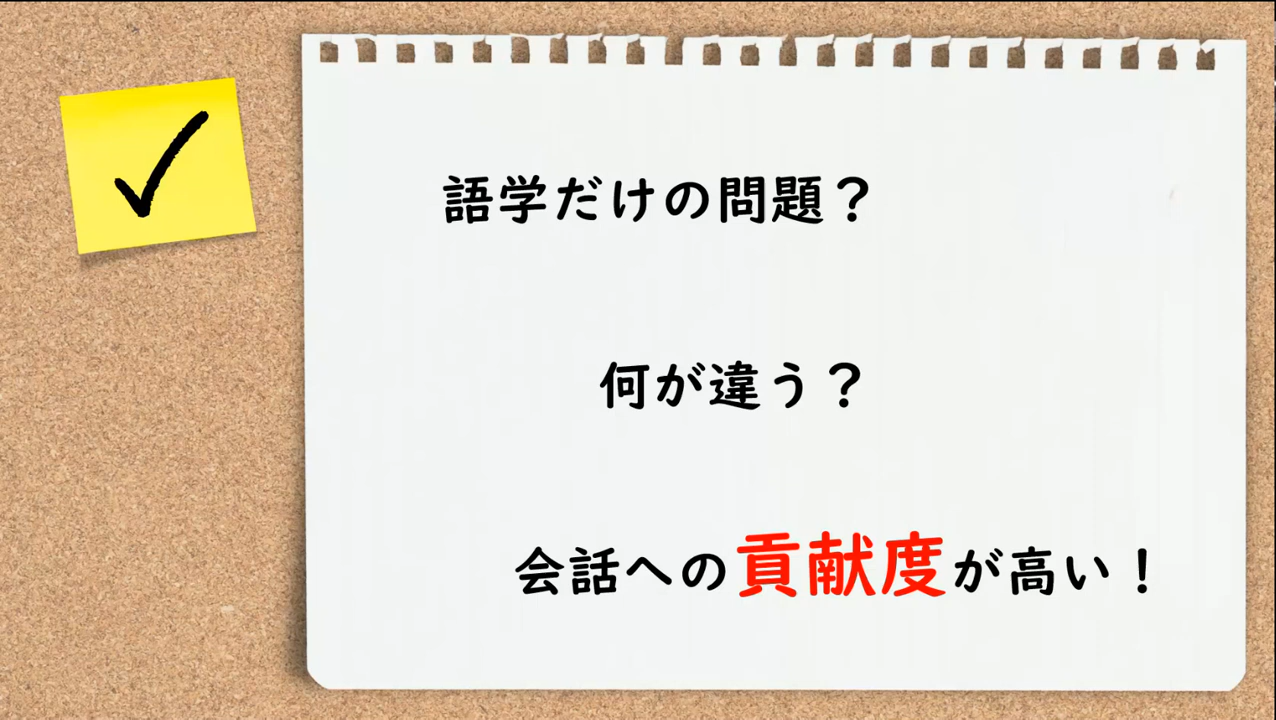 語学だけの問題？
何が違う？
会話への貢献度が高い！